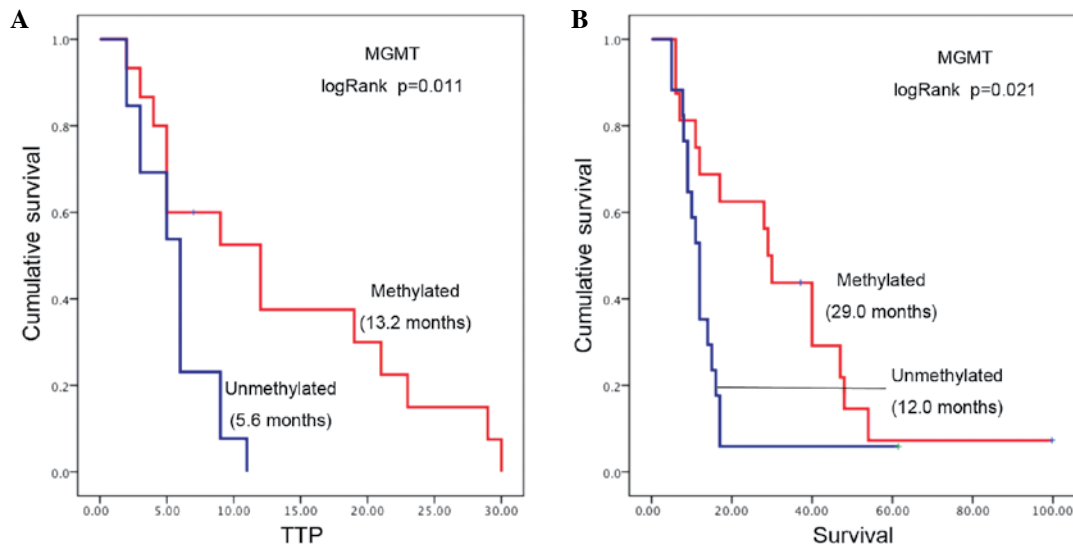 A
MGMT
logRank p=0.011
Cumulative survival
1.0
0.8
0.6
0.4
0.2
0.0
Methylated
(13.2 months)
Unmethylated
(5.6 months)
0.00 5.00 10.00 15.00 20.00 25.00 30.00
TTP
B
MGMT
logRank p=0.021
Cumulative survival
1.0
0.8
0.6
0.4
0.2
0.0
Methylated
(29.0 months)
Unmethylated
(12.0 months)
0.00 20.00 40.00 60.00 80.00 100.00
Survival